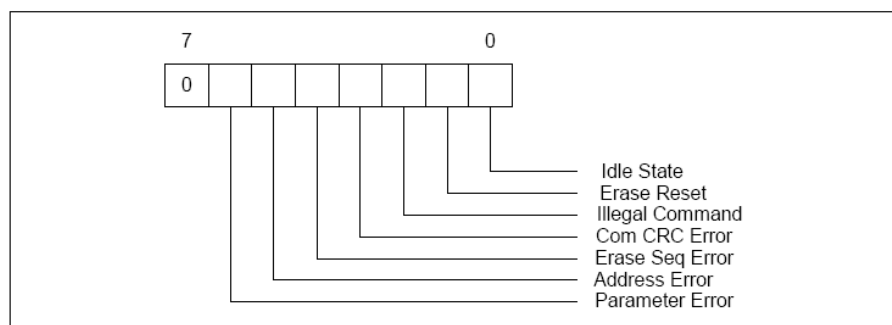 7 0
0
Idle State
Erase Reset
Illegal Command
Com CRC Error
Erase Seq Error
Address Error
Parameter Error